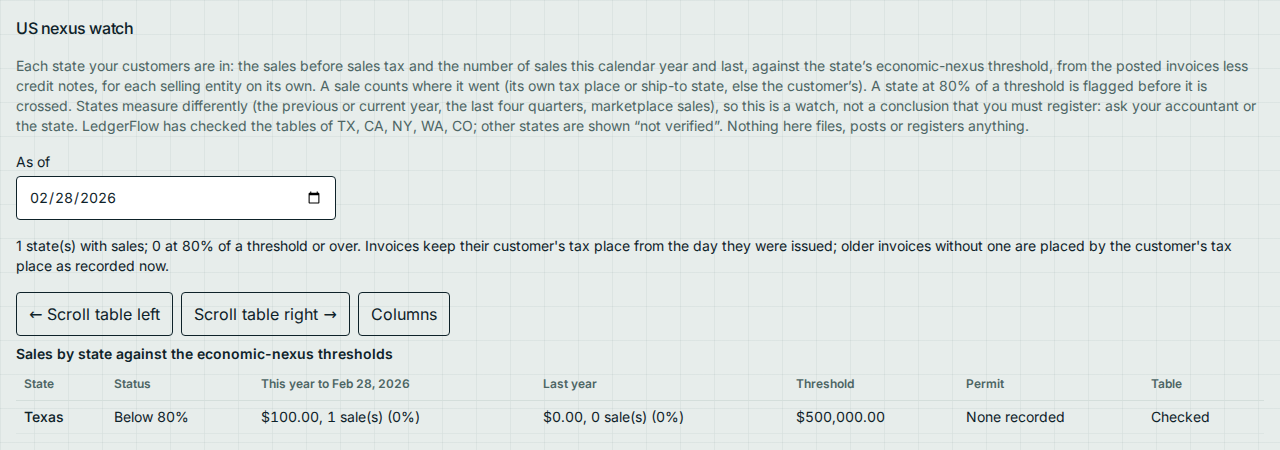 US nexus watch
Each state your customers are in: the sales before sales tax and the number of sales this calendar year and last, against the state's economic-nexus threshold, from the posted invoices less
credit notes, for each selling entity on its own. A sale counts where it went (its own tax place or ship-to state, else the customer's). A state at 80% of a threshold is flagged before it is
crossed. States measure differently (the previous or current year, the last four quarters, marketplace sales), so this is a watch, not a conclusion that you must register: ask your accountant or
the state. LedgerFlow has checked the tables of TX, CA, NY, WA, CO; other states are shown “not verified”. Nothing here files, posts or registers anything.
As of
02/28/2026
1 state(s) with sales; 0 at 80% of a threshold or over. Invoices keep their customer's tax place from the day they were issued; older invoices without one are placed by the customer's tax
place as recorded now.
← Scroll table left Scroll table right → Columns
Sales by state against the economic-nexus thresholds
State Status This year to Feb 28, 2026 Last year Threshold Permit Table
Texas Below 80% $100.00, 1 sale(s) (0%) $0.00, 0 sale(s) (0%) $500,000.00 None recorded Checked